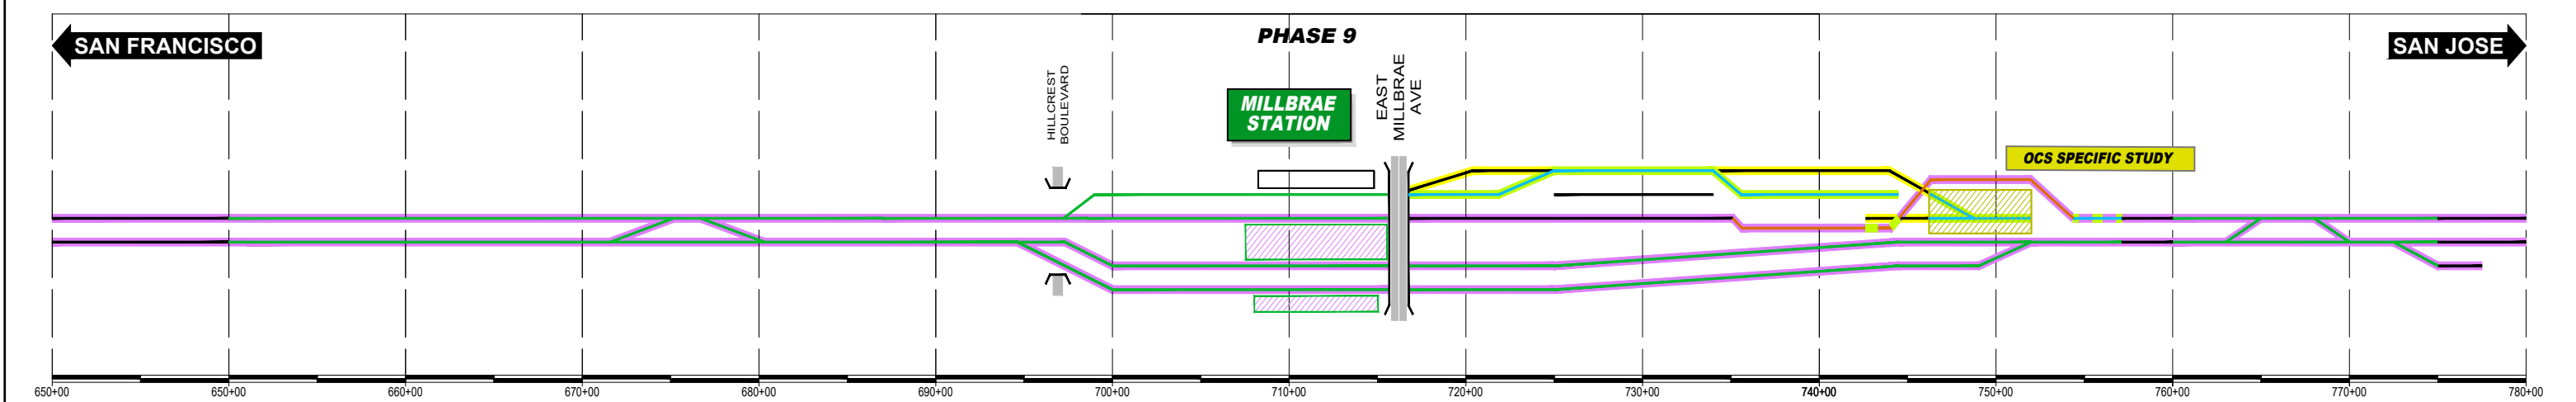 PHASE 9
SAN FRANCISCO
SAN JOSE
HILLCREST
BOULEVARD
MILLBRAE
STATION
EAST
MILLBRAE
AVE
OCS SPECIFIC STUDY
650+00 650+00 660+00 670+00 680+00 690+00 700+00 710+00 720+00 730+00 740+00 750+00 760+00 770+00 780+00